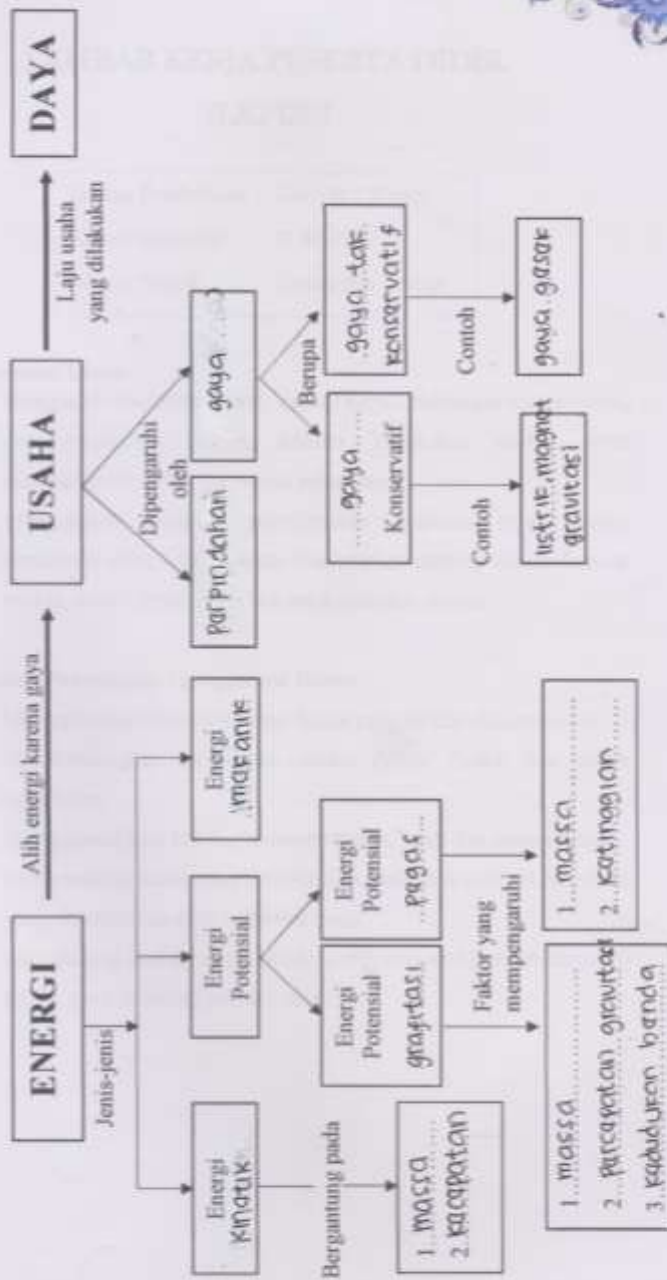 ENERGI
Alih energi karena gaya
USAHA
Laju usaha
yang dilakukan
DAYA
Jenis-jenis
Dipengaruhi
oleh
Energi
kinetik
Energi
Potensial
Energi
mekanik
perpindahan
gaya
Bergantung pada
Berupa
1. massa
2. kecepatan
Energi
Potensial
grafitasi
Energi
Potensial
pegas
gaya
Konservatif
gaya tak
konservatif
Faktor yang
mempengaruhi
Contoh
Contoh
1. massa
2. percepatan gravitasi
3. kedudukan benda
1. massa
2. ketinggian
listrik, magnet
gravitasi
gaya gesek